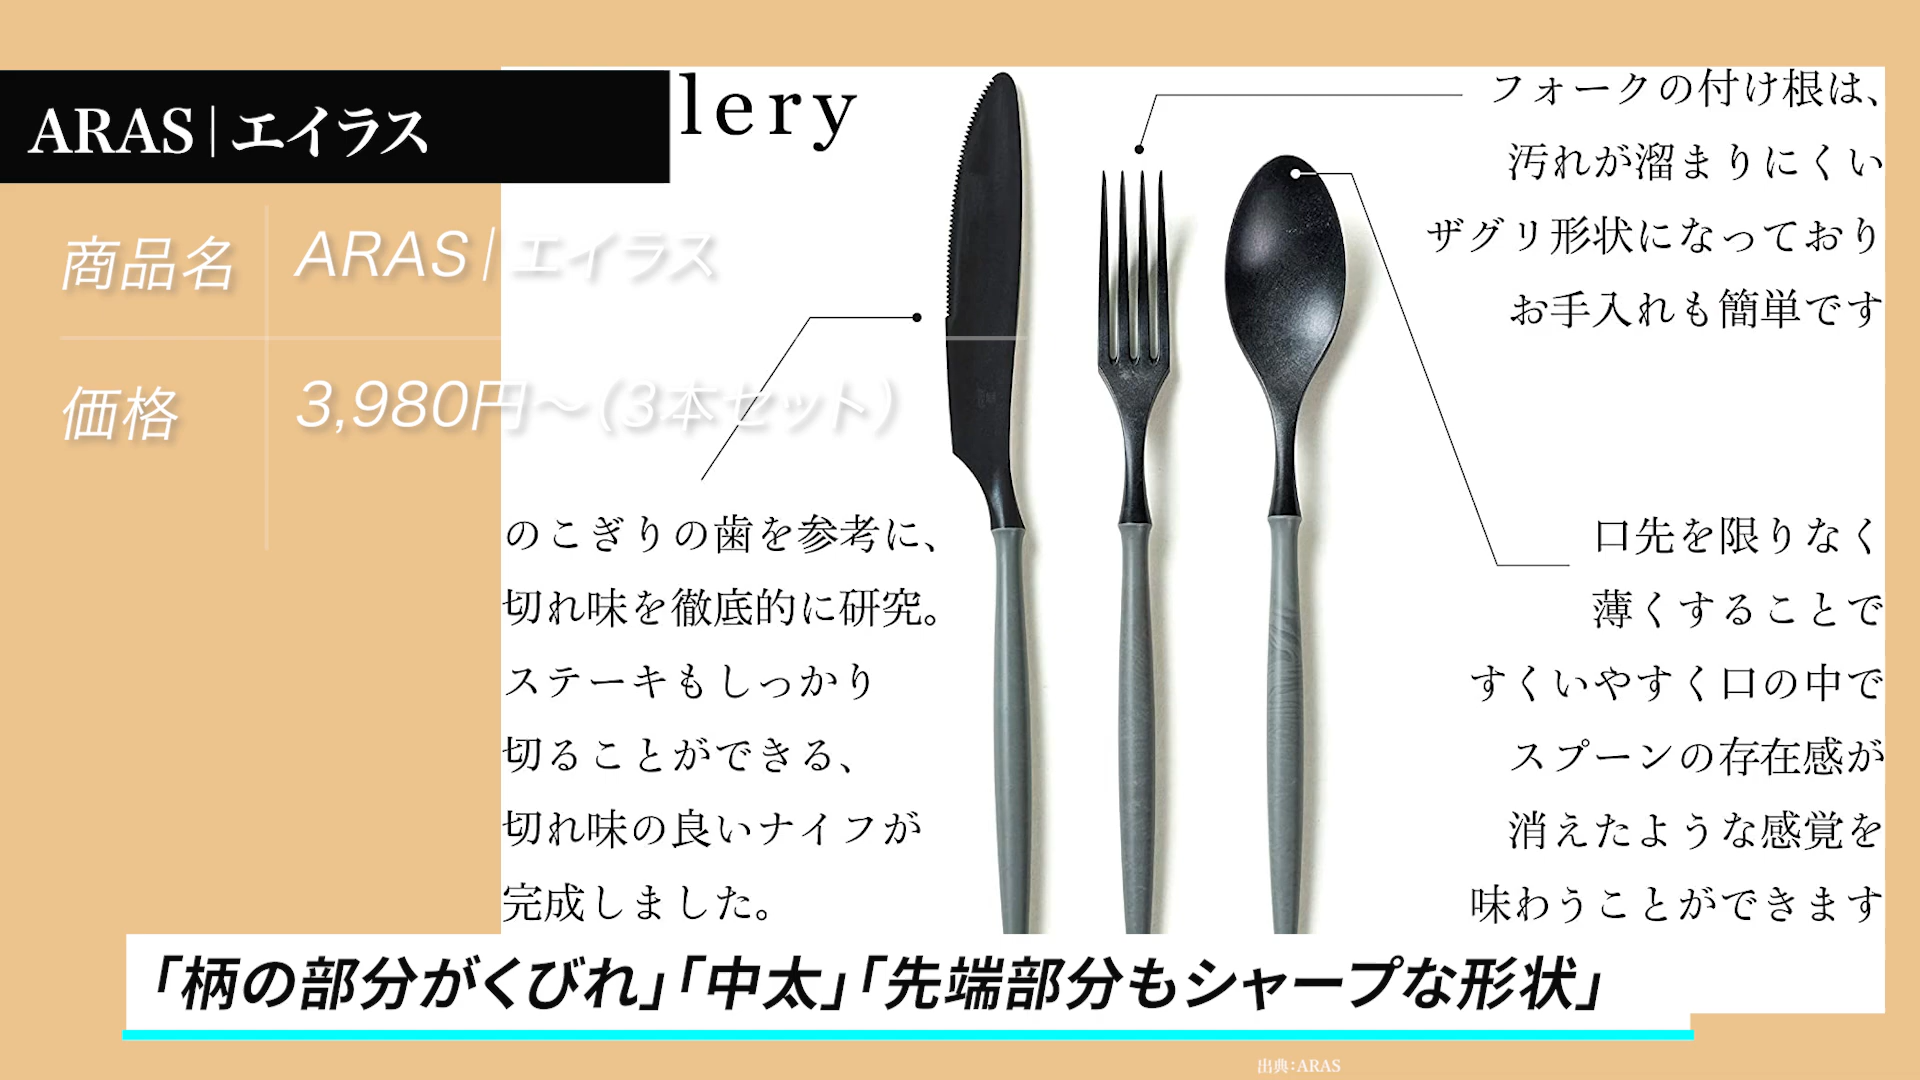 ARAS|エイラス
lery
商品名
ARAS|エイラス
価格
3,980円〜（3本セット）
フォークの付け根は、
汚れが溜まりにくい
ザグリ形状になっており
お手入れも簡単です
のこぎりの歯を参考に、
切れ味を徹底的に研究。
ステーキもしっかり
切ることができる、
切れ味の良いナイフが
完成しました。
口先を限りなく
薄くすることで
すくいやすく口の中で
スプーンの存在感が
消えたような感覚を
味わうことができます
「柄の部分がくびれ」「中太」「先端部分もシャープな形状」
出典：ARAS